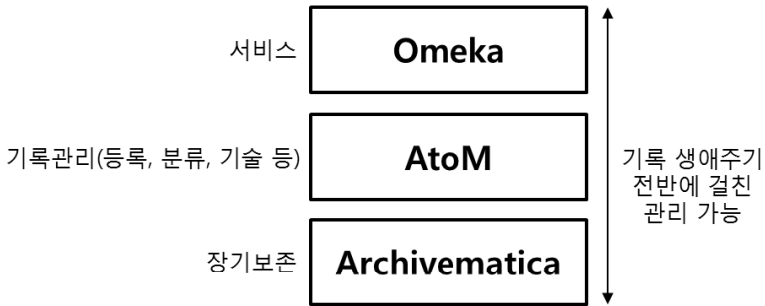 서비스
Omeka
기록관리(등록, 분류, 기술 등)
AtoM
장기보존
Archivematica
기록 생애주기
전반에 걸친
관리 가능